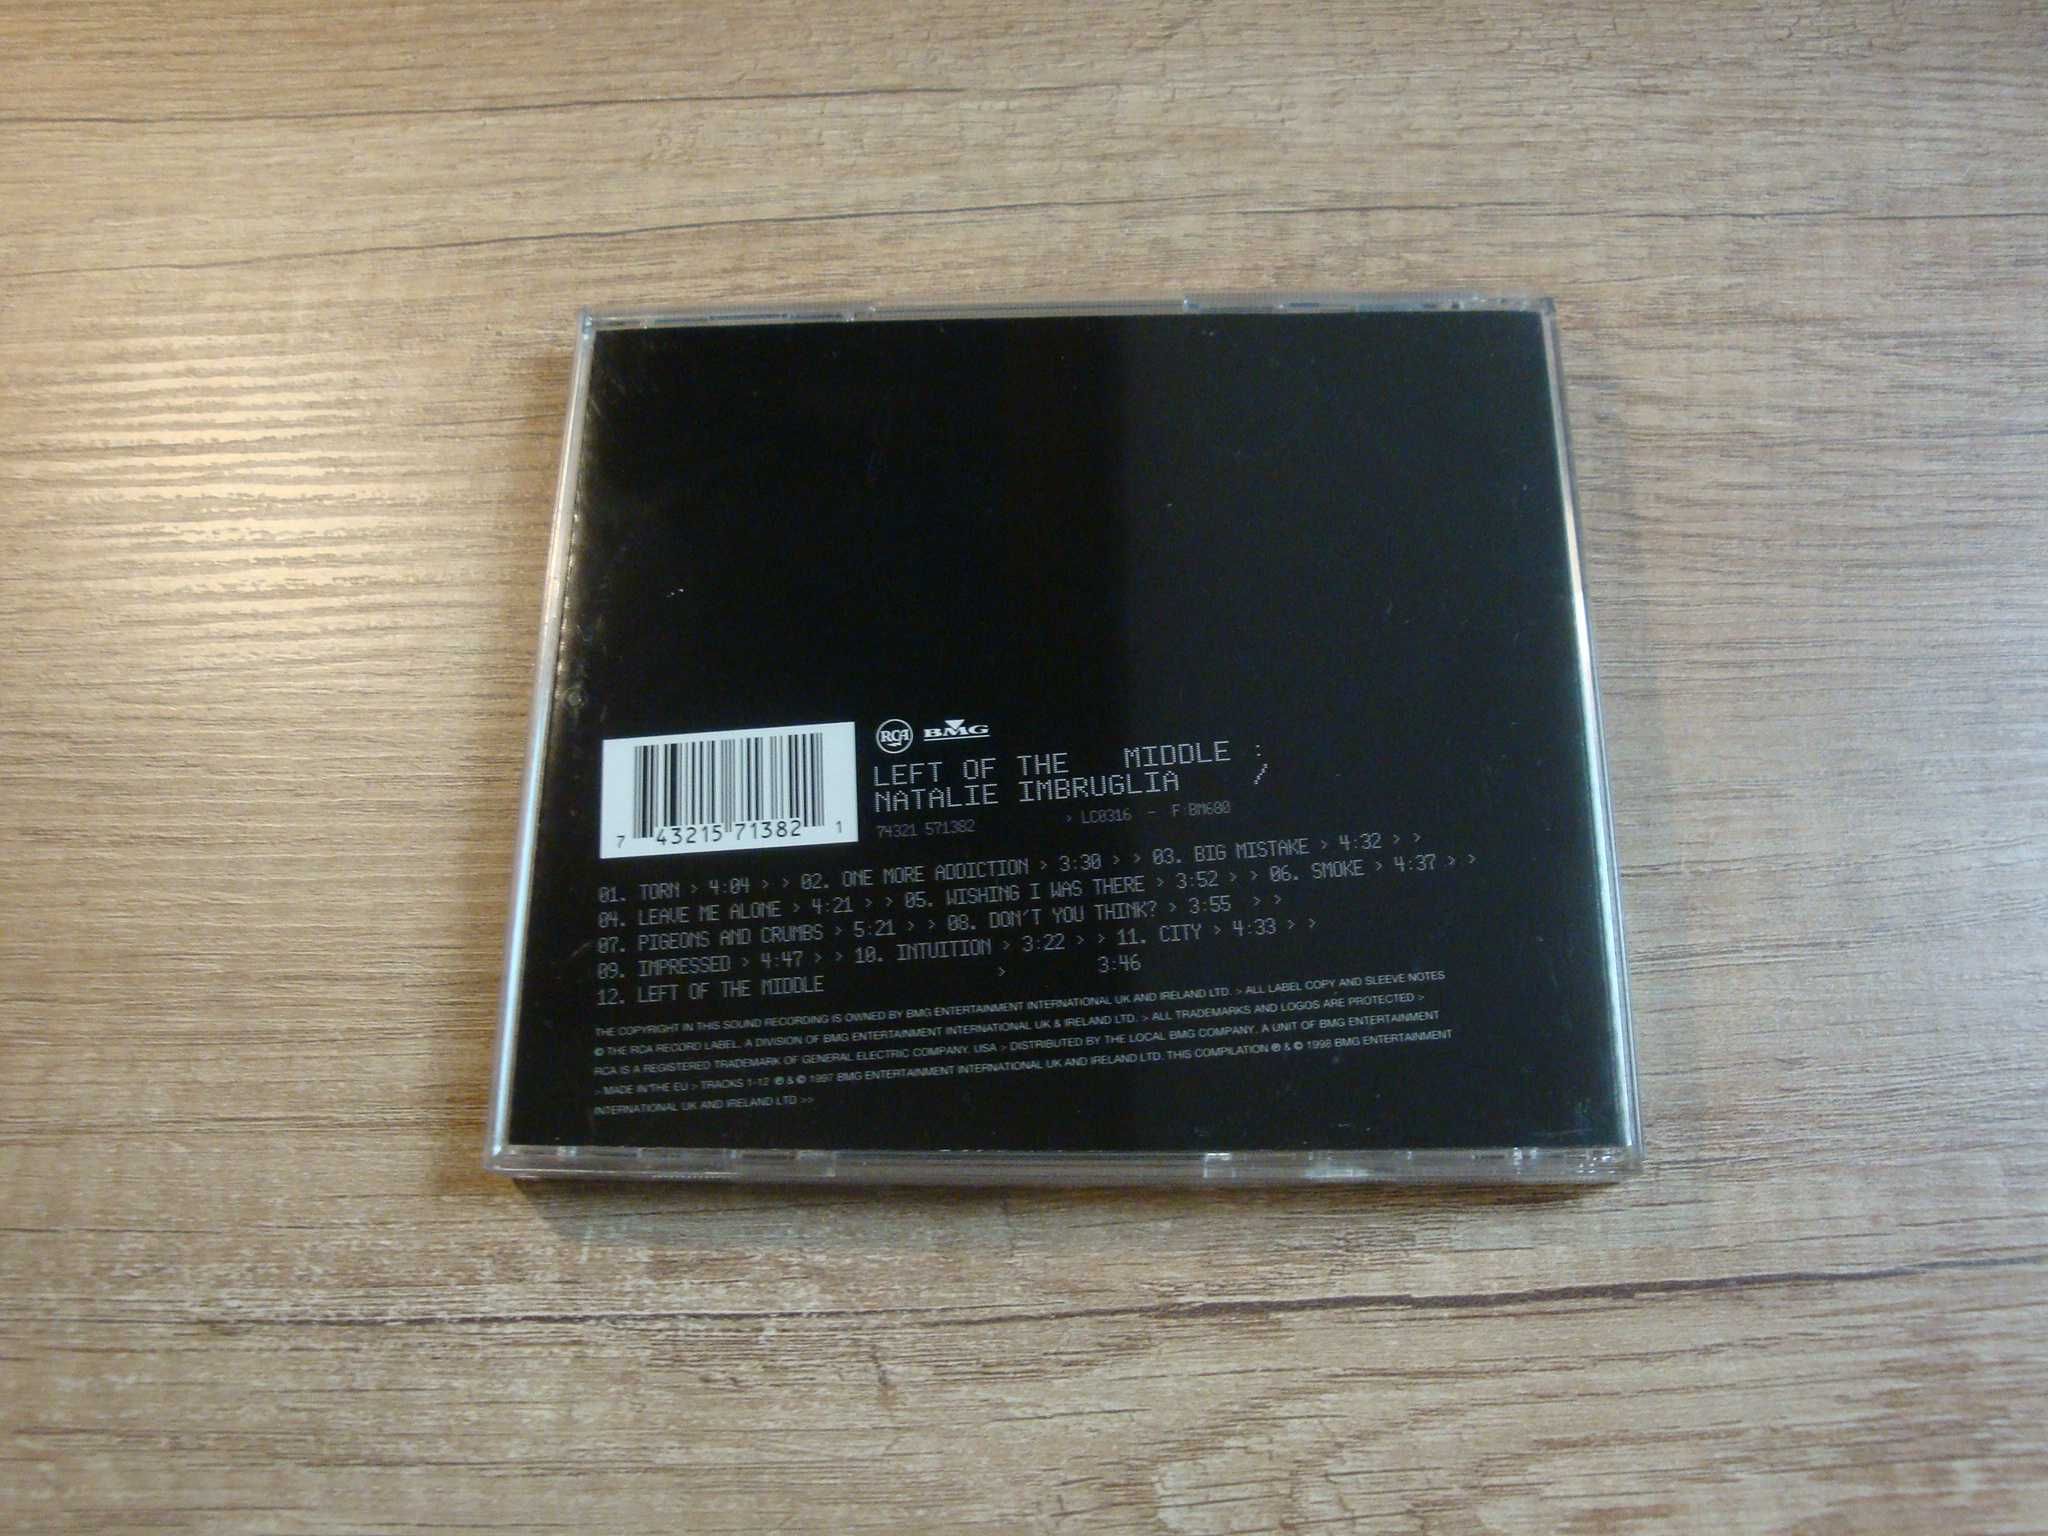 RCA BMG
LEFT OF THE MIDDLE :
NATALIE IMBRUGLIA /
74321 571382 > LC0316 - F:BM680
7 43215 71382 1
01. TORN > 4:04 > > 02. ONE MORE ADDICTION > 3:30 > > 03. BIG MISTAKE > 4:32 > >
04. LEAVE ME ALONE > 4:21 > > 05. WISHING I WAS THERE > 3:52 > > 06. SMOKE > 4:37 > >
07. PIGEONS AND CRUMBS > 5:21 > > 08. DON'T YOU THINK? > 3:55 > >
09. IMPRESSED > 4:47 > > 10. INTUITION > 3:22 > > 11. CITY > 4:33 > >
12. LEFT OF THE MIDDLE > 3:46
THE COPYRIGHT IN THIS SOUND RECORDING IS OWNED BY BMG ENTERTAINMENT INTERNATIONAL UK AND IRELAND LTD. > ALL LABEL COPY AND SLEEVE NOTES
© THE RCA RECORD LABEL. A DIVISION OF BMG ENTERTAINMENT INTERNATIONAL UK & IRELAND LTD. > ALL TRADEMARKS AND LOGOS ARE PROTECTED >
RCA IS A REGISTERED TRADEMARK OF GENERAL ELECTRIC COMPANY, USA > DISTRIBUTED BY THE LOCAL BMG COMPANY. A UNIT OF BMG ENTERTAINMENT
> MADE IN THE EU > TRACKS 1-12 ℗ & © 1997 BMG ENTERTAINMENT INTERNATIONAL UK AND IRELAND LTD. THIS COMPILATION ℗ & © 1998 BMG ENTERTAINMENT
INTERNATIONAL UK AND IRELAND LTD >>